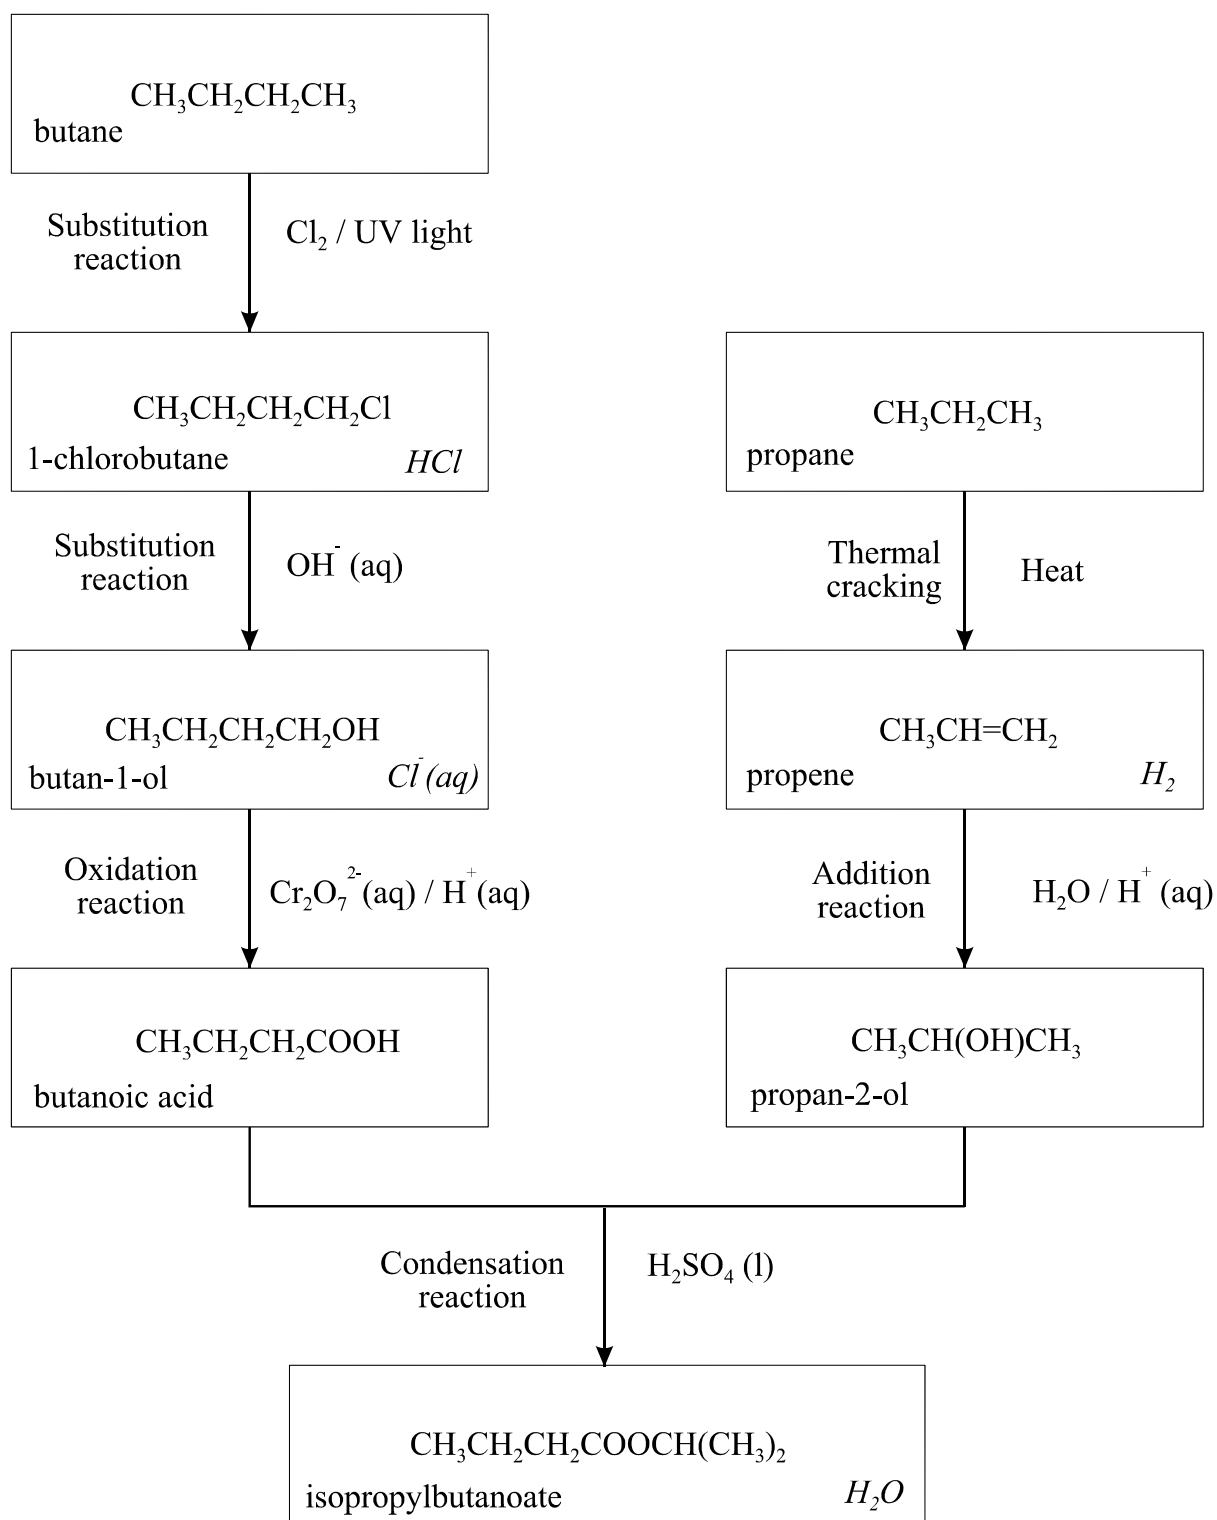 CH₃CH₂CH₂CH₃
butane
Substitution
reaction
Cl₂ / UV light
CH₃CH₂CH₂CH₂Cl
1-chlorobutane
HCl
CH₃CH₂CH₃
propane
Substitution
reaction
OH⁻ (aq)
Thermal
cracking
Heat
CH₃CH₂CH₂CH₂OH
butan-1-ol
Cl⁻(aq)
CH₃CH=CH₂
propene
H₂
Oxidation
reaction
Cr₂O₇²⁻(aq) / H⁺(aq)
Addition
reaction
H₂O / H⁺ (aq)
CH₃CH₂CH₂COOH
butanoic acid
CH₃CH(OH)CH₃
propan-2-ol
Condensation
reaction
H₂SO₄ (l)
CH₃CH₂CH₂COOCH(CH₃)₂
isopropylbutanoate
H₂O